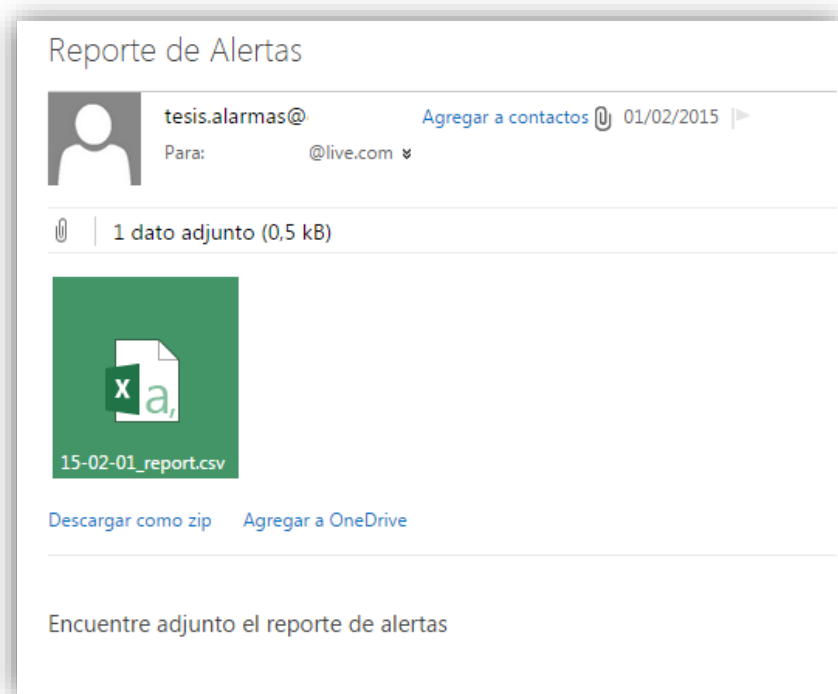 Reporte de Alertas
tesis.alarmas@ Agregar a contactos 01/02/2015
Para: @live.com
1 dato adjunto (0,5 kB)
X a,
15-02-01_report.csv
Descargar como zip Agregar a OneDrive
Encuentre adjunto el reporte de alertas